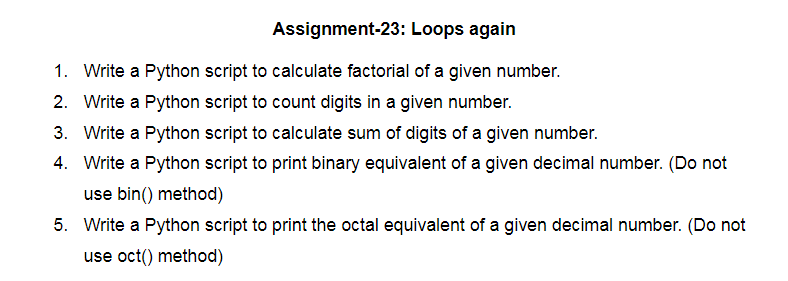 Assignment-23: Loops again
1. Write a Python script to calculate factorial of a given number.
2. Write a Python script to count digits in a given number.
3. Write a Python script to calculate sum of digits of a given number.
4. Write a Python script to print binary equivalent of a given decimal number. (Do not
use bin() method)
5. Write a Python script to print the octal equivalent of a given decimal number. (Do not
use oct() method)